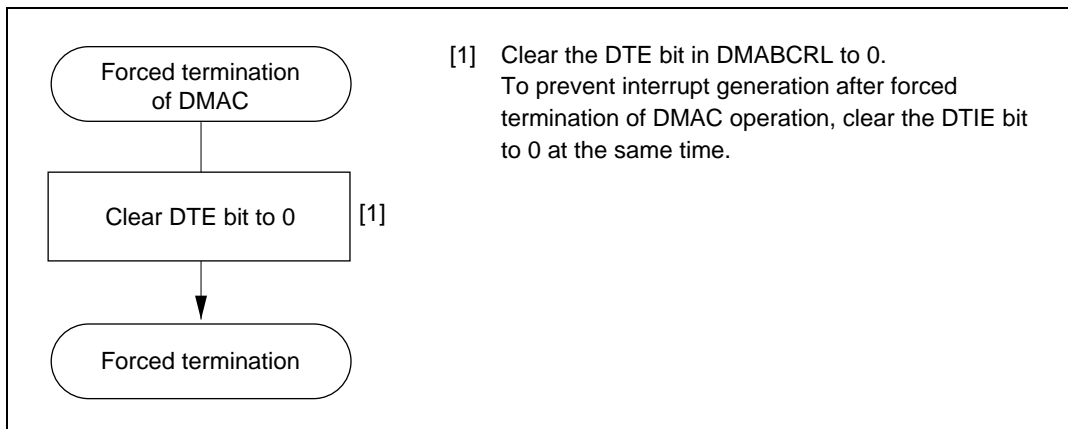 Forced termination
of DMAC
Clear DTE bit to 0
[1]
Forced termination
[1] Clear the DTE bit in DMABCRL to 0.
To prevent interrupt generation after forced
termination of DMAC operation, clear the DTIE bit
to 0 at the same time.